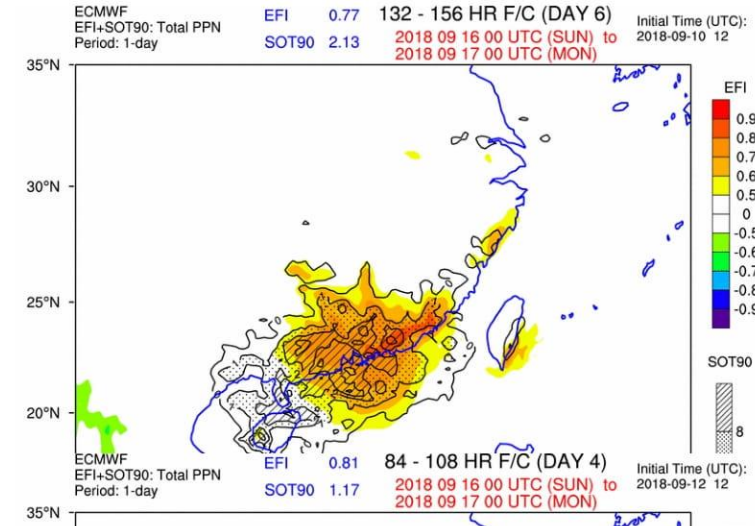 ECMWF
EFI+SOT90: Total PPN
Period: 1-day
EFI 0.77
SOT90 2.13
132 - 156 HR F/C (DAY 6)
2018 09 16 00 UTC (SUN) to
2018 09 17 00 UTC (MON)
Initial Time (UTC):
2018-09-10 12
35°N
30°N
25°N
20°N
EFI
0.9
0.8
0.7
0.6
0.5
0
-0.5
-0.6
-0.7
-0.8
-0.9
SOT90
8
ECMWF
EFI+SOT90: Total PPN
Period: 1-day
EFI 0.81
SOT90 1.17
84 - 108 HR F/C (DAY 4)
2018 09 16 00 UTC (SUN) to
2018 09 17 00 UTC (MON)
Initial Time (UTC):
2018-09-12 12
35°N